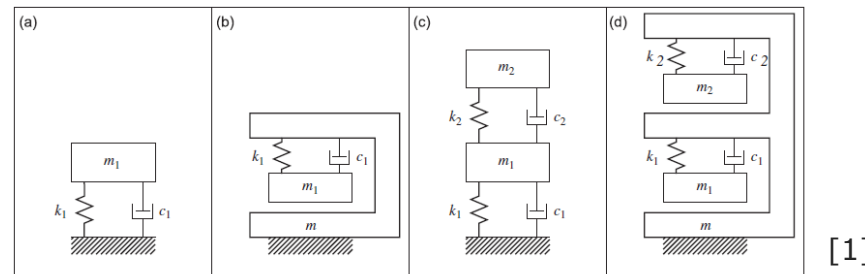 (a)
m₁
k₁
c₁
(b)
k₁
c₁
m₁
m
(c)
m₂
k₂
c₂
m₁
k₁
c₁
(d)
k₂
c₂
m₂
k₁
c₁
m₁
m
[1]